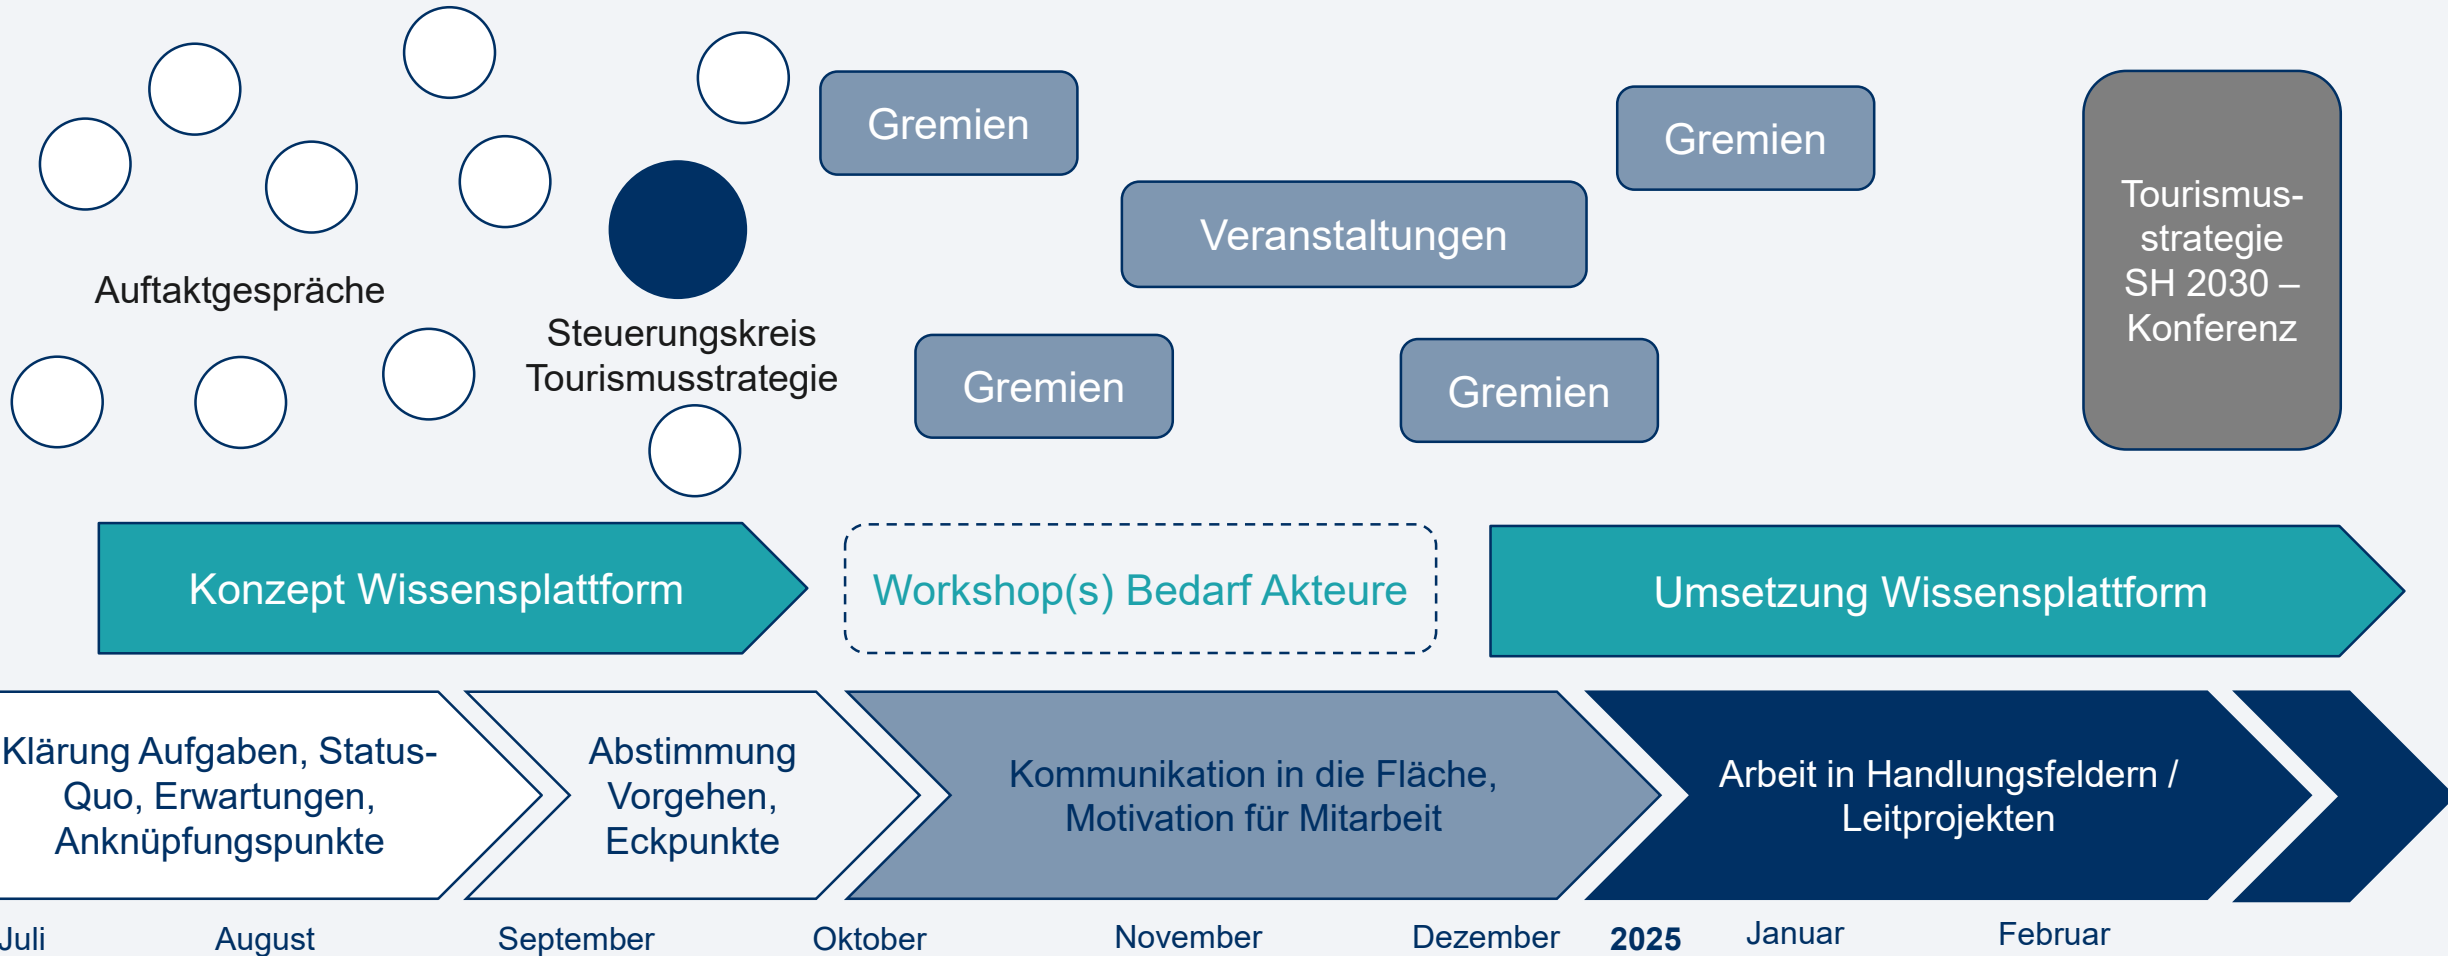 Gremien
Gremien
Veranstaltungen
Tourismus-
strategie
SH 2030 –
Konferenz
Auftaktgespräche
Steuerungskreis
Tourismusstrategie
Gremien
Gremien
Konzept Wissensplattform
Workshop(s) Bedarf Akteure
Umsetzung Wissensplattform
Klärung Aufgaben, Status-
Quo, Erwartungen,
Anknüpfungspunkte
Abstimmung
Vorgehen,
Eckpunkte
Kommunikation in die Fläche,
Motivation für Mitarbeit
Arbeit in Handlungsfeldern /
Leitprojekten
Juli
August
September
Oktober
November
Dezember
2025
Januar
Februar